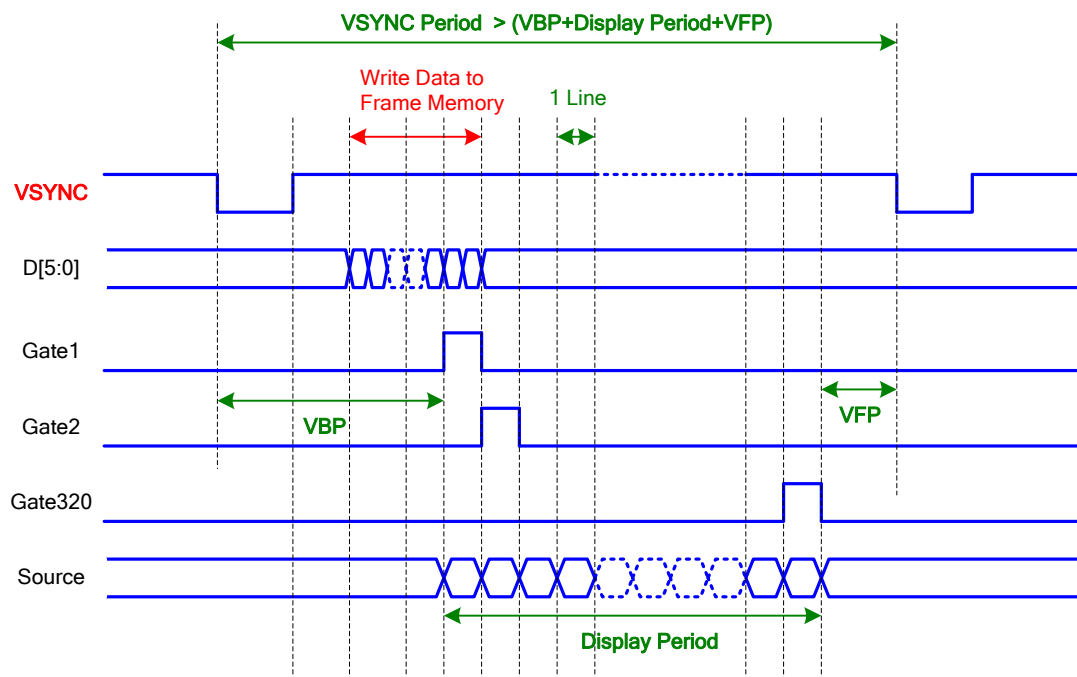 VSYNC Period > (VBP+Display Period+VFP)
Write Data to
Frame Memory
1 Line
VSYNC
D[5:0]
Gate1
VBP
VFP
Gate2
Gate320
Source
Display Period